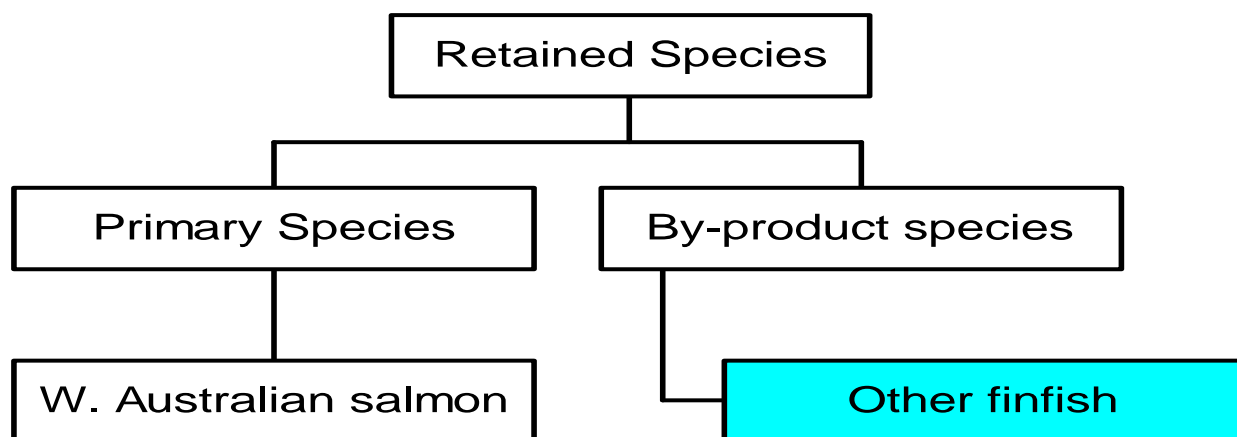 Retained Species
Primary Species
By-product species
W. Australian salmon
Other finfish